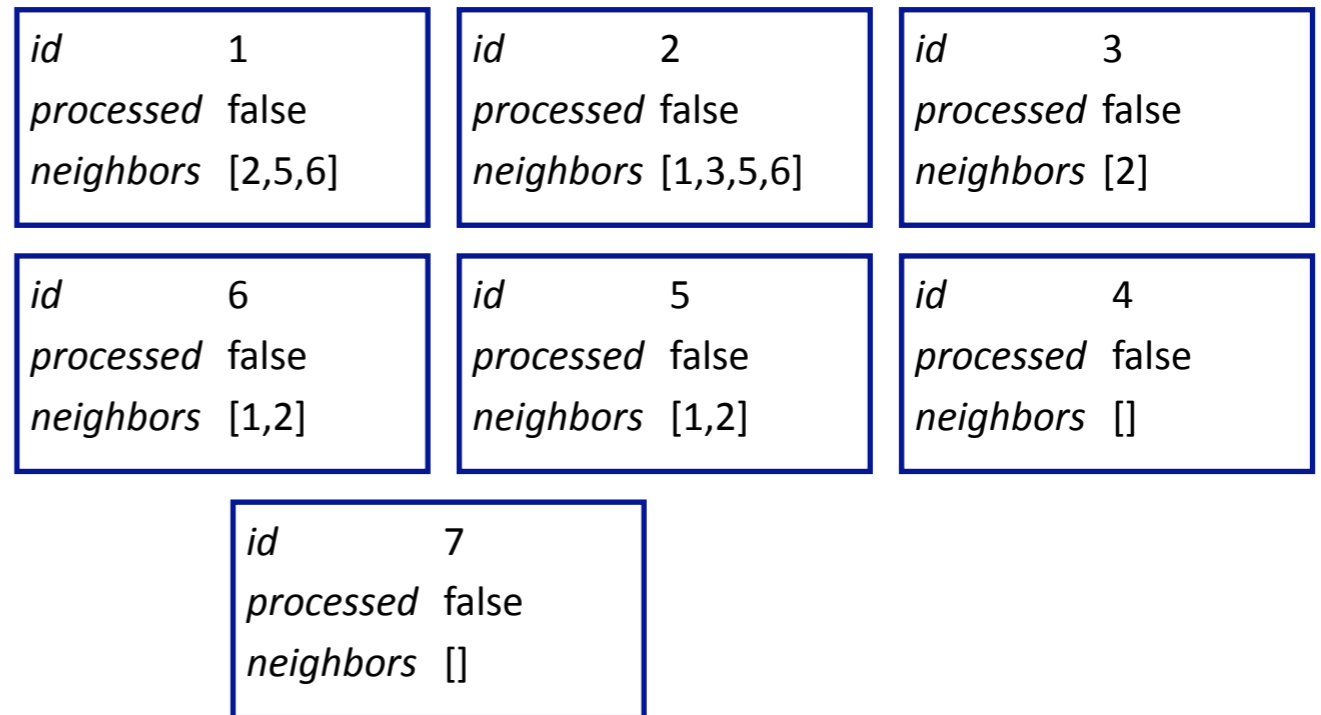 id 1
processed false
neighbors [2,5,6]
id 2
processed false
neighbors [1,3,5,6]
id 3
processed false
neighbors [2]
id 6
processed false
neighbors [1,2]
id 5
processed false
neighbors [1,2]
id 4
processed false
neighbors []
id 7
processed false
neighbors []